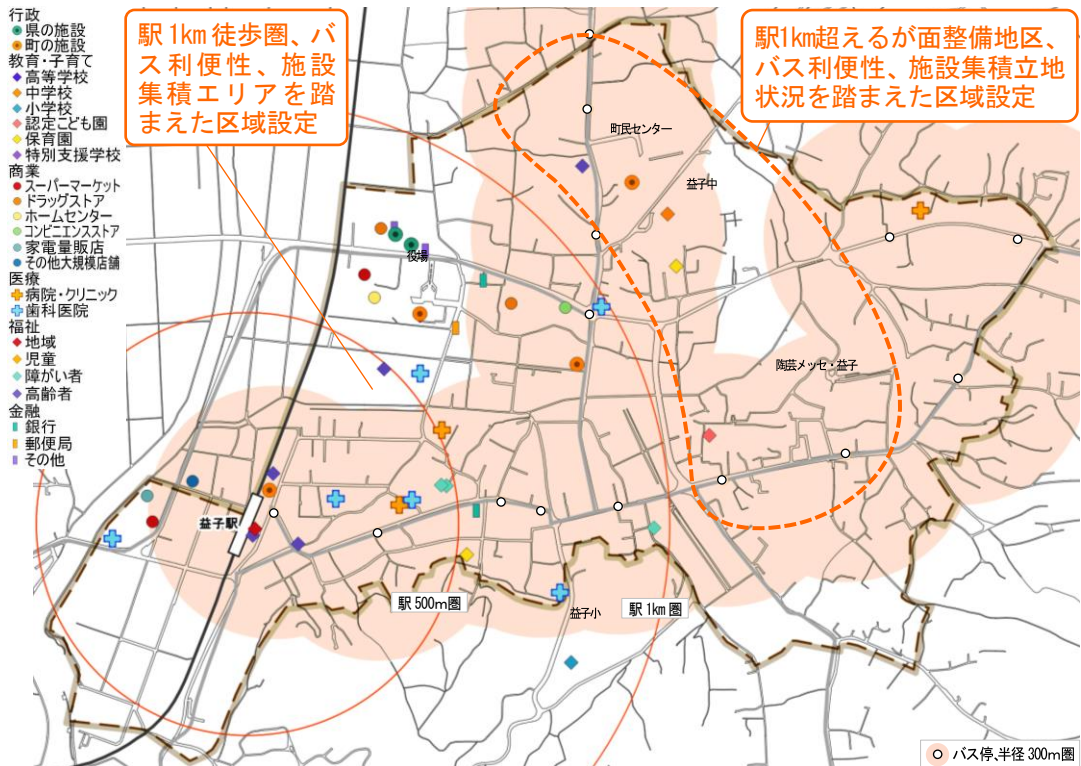 行政
県の施設
町の施設
教育・子育て
高等学校
中学校
小学校
認定こども園
保育園
特別支援学校
商業
スーパーマーケット
ドラッグストア
ホームセンター
コンビニエンスストア
家電量販店
その他大規模店舗
医療
病院・クリニック
歯科医院
福祉
地域
児童
障がい者
高齢者
金融
銀行
郵便局
その他
駅1km徒歩圏、バ
ス利便性、施設
集積エリアを踏
まえた区域設定
駅1km超えるが面整備地区、
バス利便性、施設集積立地
状況を踏まえた区域設定
町民センター
益子中
役場
陶芸メッセ・益子
益子駅
駅500m圏
益子小
駅1km圏
バス停、半径300m圏